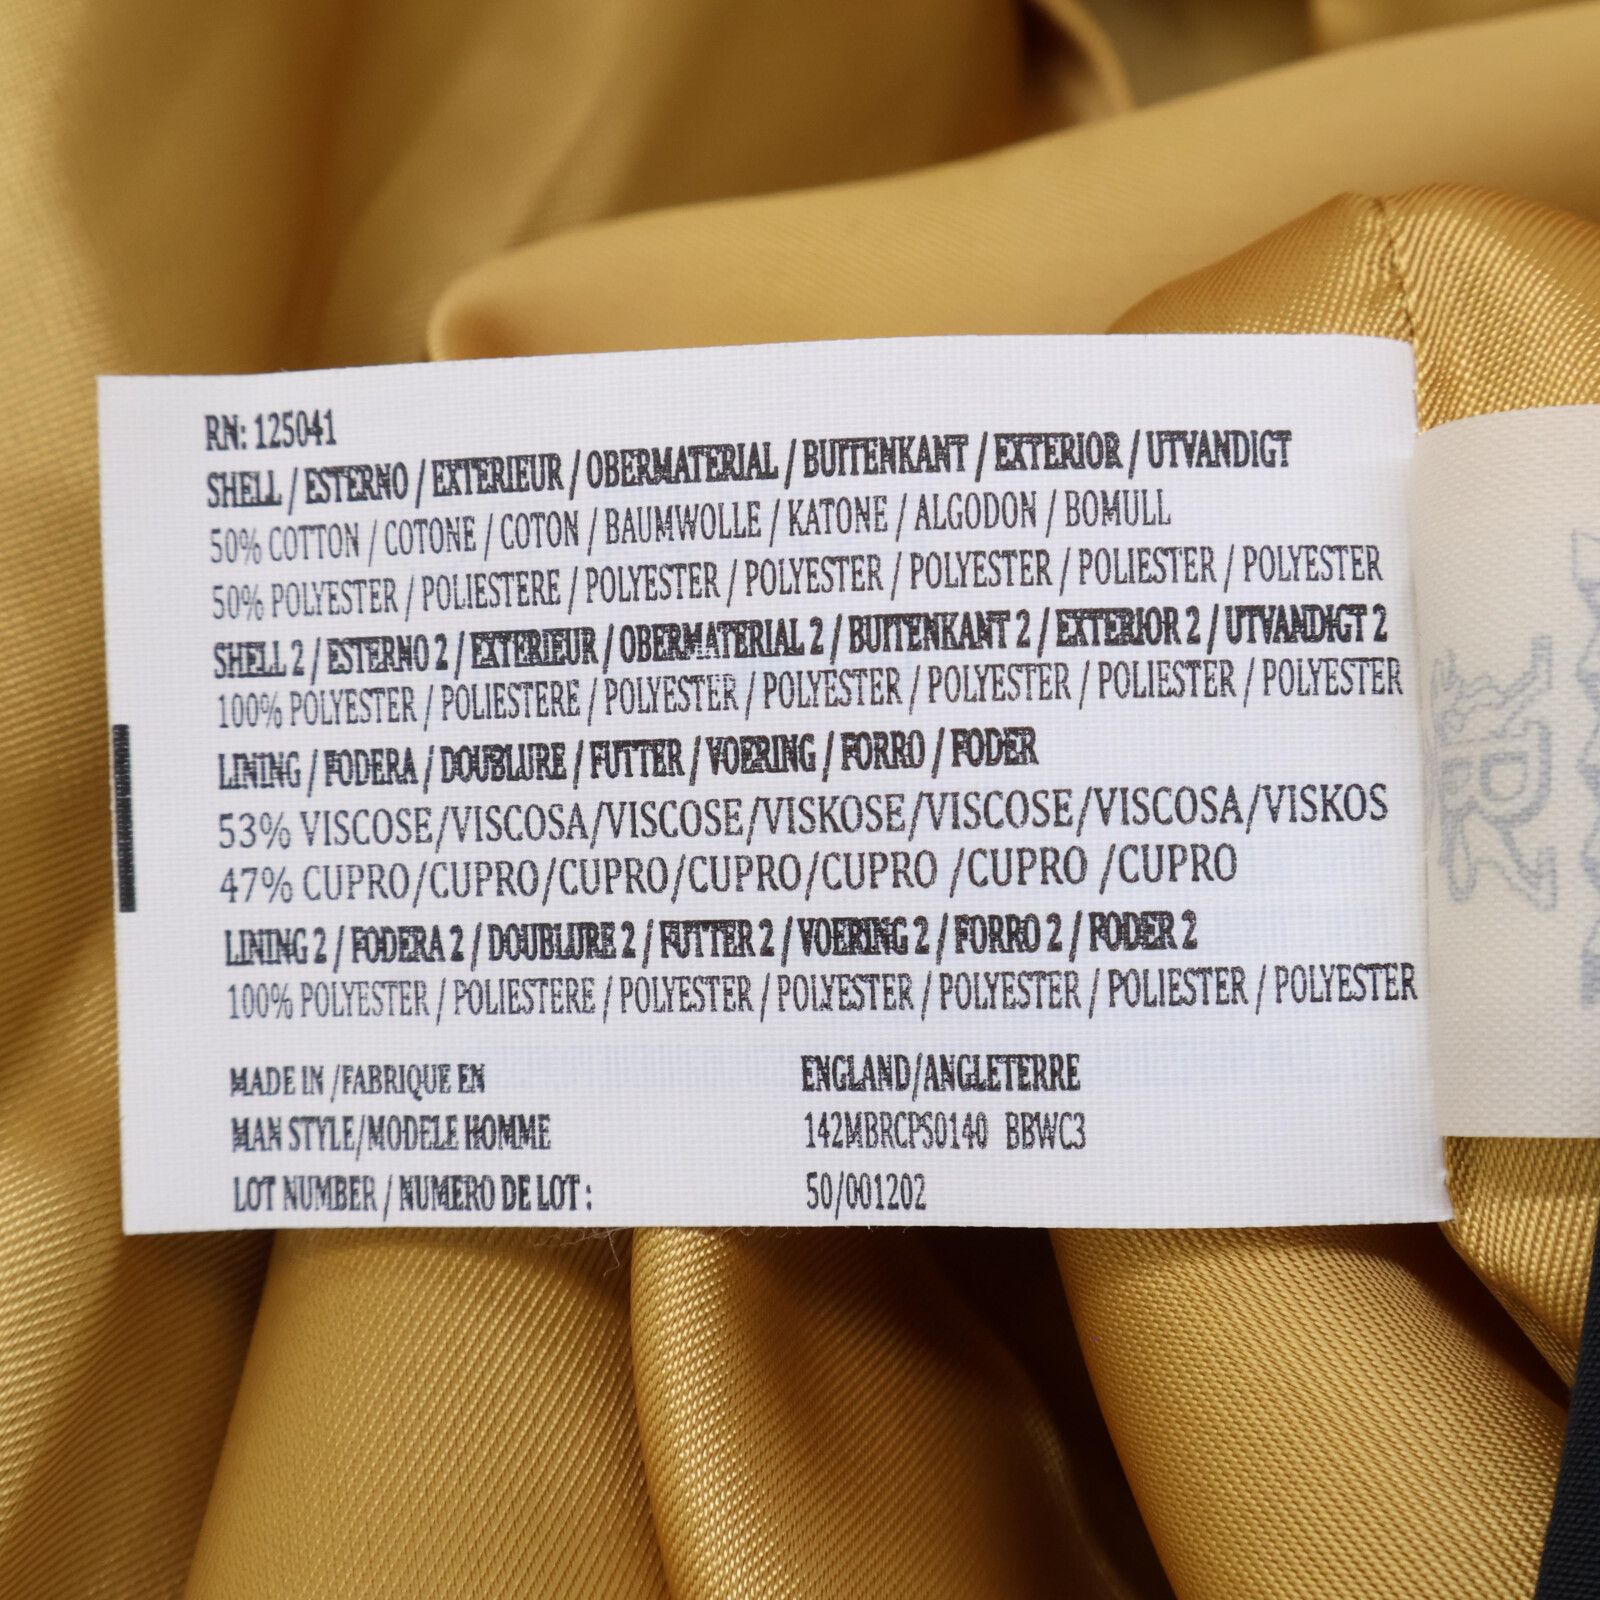 RN: 125041
SHELL / ESTERNO / EXTERIEUR / OBERMATERIAL / BUITENKANT / EXTERIOR / UTVANDIGT
50% COTTON / COTONE / COTON / BAUMWOLLE / KATONE / ALGODON / BOMULL
50% POLYESTER / POLIESTERE / POLYESTER / POLYESTER / POLYESTER / POLIESTER / POLYESTER
SHELL 2 / ESTERNO 2 / EXTERIEUR / OBERMATERIAL 2 / BUITENKANT 2 / EXTERIOR 2 / UTVANDIGT 2
100% POLYESTER / POLIESTERE / POLYESTER / POLYESTER / POLYESTER / POLIESTER / POLYESTER
LINING / FODERA / DOUBLURE / FUTTER / VOERING / FORRO / FODER
53% VISCOSE/VISCOSA/VISCOSE/VISKOSE/VISCOSE/VISCOSA/VISKOS
47% CUPRO/CUPRO/CUPRO/CUPRO/CUPRO /CUPRO /CUPRO
LINING 2 / FODERA 2 / DOUBLURE 2 / FUTTER 2 / VOERING 2 / FORRO 2 / FODER 2
100% POLYESTER / POLIESTERE / POLYESTER / POLYESTER / POLYESTER / POLIESTER / POLYESTER
MADE IN /FABRIQUE EN ENGLAND/ANGLETERRE
MAN STYLE/MODELE HOMME 142MBRCPS0140 BBWC3
LOT NUMBER / NUMERO DE LOT : 50/001202